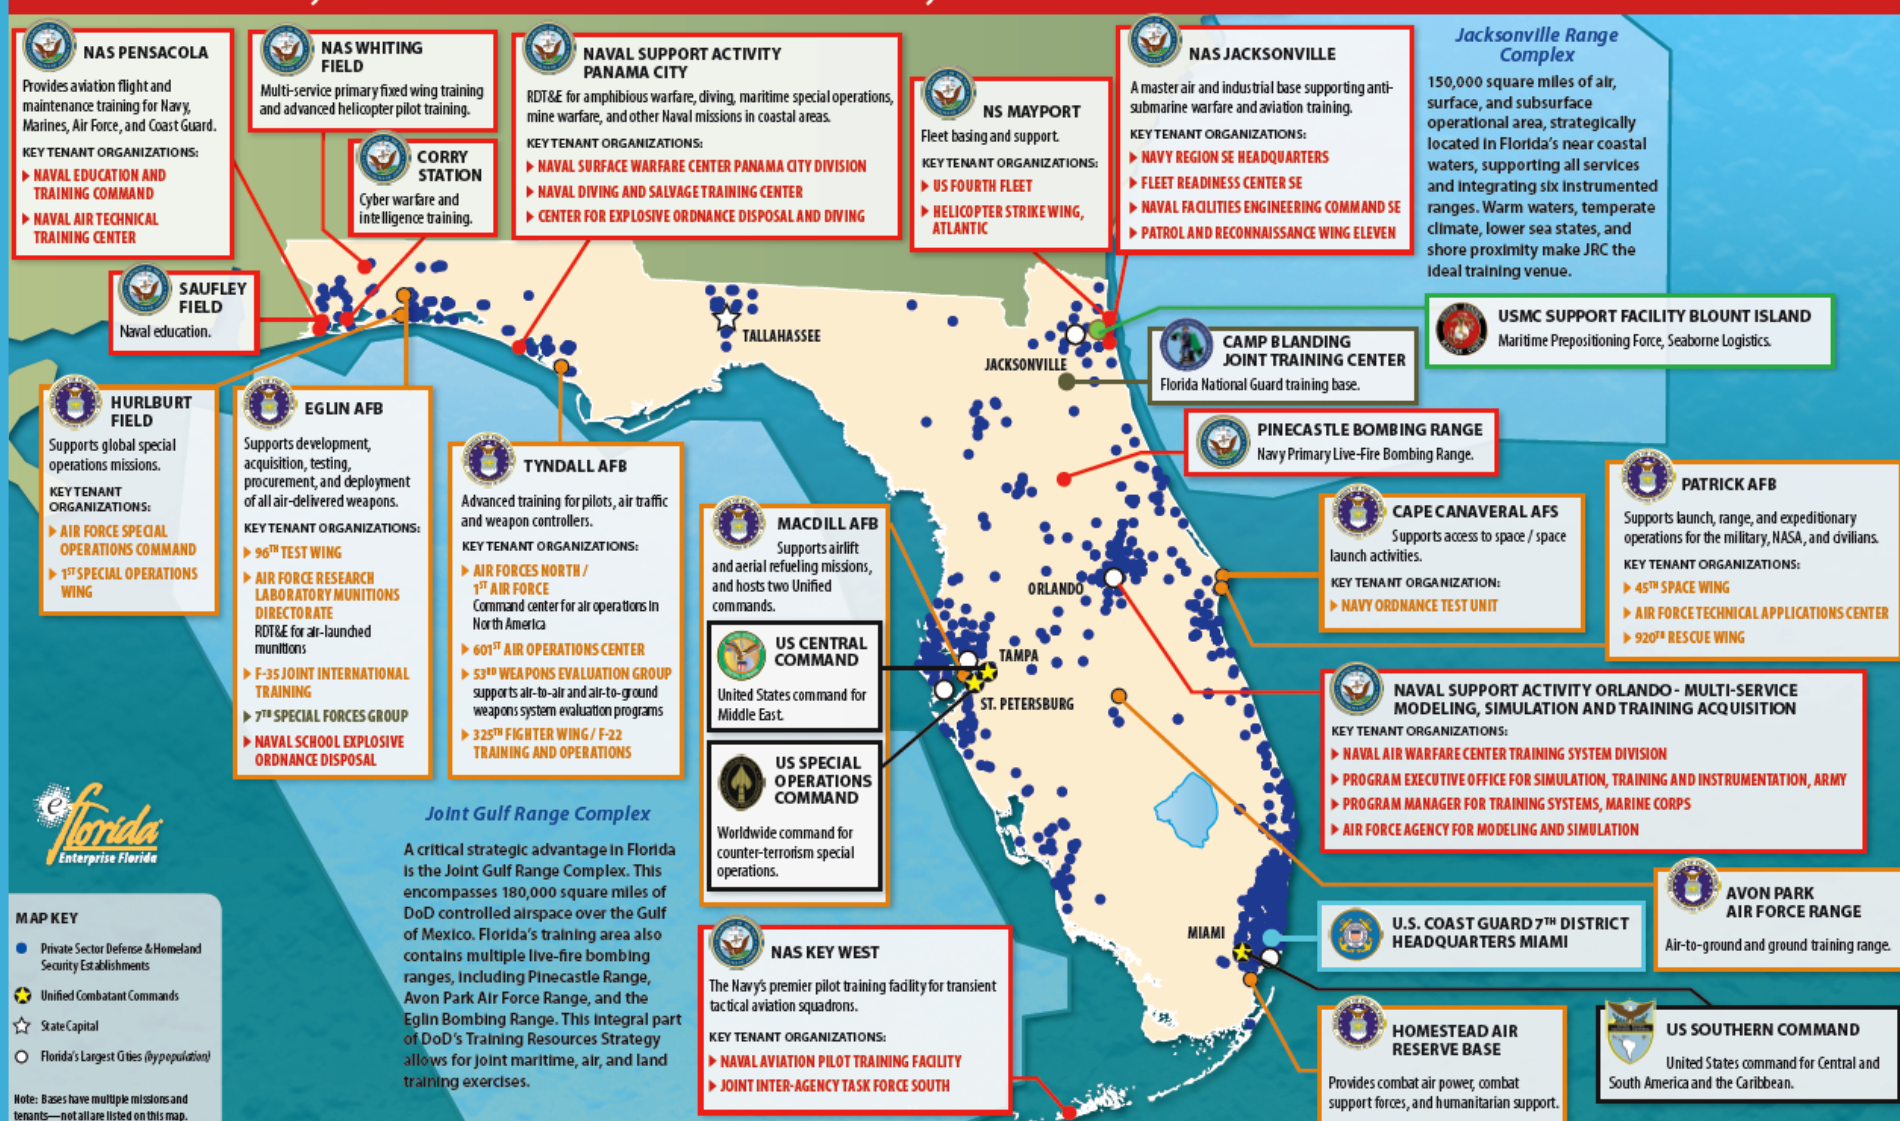 NAS PENSACOLA
Provides aviation flight and
maintenance training for Navy,
Marines, Air Force, and Coast Guard.
KEY TENANT ORGANIZATIONS:
NAVAL EDUCATION AND
TRAINING COMMAND
NAVAL AIR TECHNICAL
TRAINING CENTER
NAS WHITING
FIELD
Multi-service primary fixed wing training
and advanced helicopter pilot training.
CORRY
STATION
Cyber warfare and
intelligence training.
NAVAL SUPPORT ACTIVITY
PANAMA CITY
RDT&E for amphibious warfare, diving, maritime special operations,
mine warfare, and other Naval missions in coastal areas.
KEY TENANT ORGANIZATIONS:
NAVAL SURFACE WARFARE CENTER PANAMA CITY DIVISION
NAVAL DIVING AND SALVAGE TRAINING CENTER
CENTER FOR EXPLOSIVE ORDNANCE DISPOSAL AND DIVING
NS MAYPORT
Fleet basing and support.
KEY TENANT ORGANIZATIONS:
US FOURTH FLEET
HELICOPTER STRIKE WING,
ATLANTIC
NAS JACKSONVILLE
A master air and industrial base supporting anti-
submarine warfare and aviation training.
KEY TENANT ORGANIZATIONS:
NAVY REGION SE HEADQUARTERS
FLEET READINESS CENTER SE
NAVAL FACILITIES ENGINEERING COMMAND SE
PATROL AND RECONNAISSANCE WING ELEVEN
Jacksonville Range
Complex
150,000 square miles of air,
surface, and subsurface
operational area, strategically
located in Florida's near coastal
waters, supporting all services
and integrating six instrumented
ranges. Warm waters, temperate
climate, lower sea states, and
shore proximity make JRC the
ideal training venue.
SAUFLEY
FIELD
Naval education.
TALLAHASSEE
JACKSONVILLE
USMC SUPPORT FACILITY BLOUNT ISLAND
Maritime Prepositioning Force, Seaborne Logistics.
CAMP BLANDING
JOINT TRAINING CENTER
Florida National Guard training base.
PINECASTLE BOMBING RANGE
Navy Primary Live-Fire Bombing Range.
HURLBURT
FIELD
Supports global special
operations missions.
KEY TENANT
ORGANIZATIONS:
AIR FORCE SPECIAL
OPERATIONS COMMAND
1ST SPECIAL OPERATIONS
WING
EGLIN AFB
Supports development,
acquisition, testing,
procurement, and deployment
of all air-delivered weapons.
KEY TENANT ORGANIZATIONS:
96TH TEST WING
AIR FORCE RESEARCH
LABORATORY MUNITIONS
DIRECTORATE
RDT&E for air-launched
munitions
F-35 JOINT INTERNATIONAL
TRAINING
7TH SPECIAL FORCES GROUP
NAVAL SCHOOL EXPLOSIVE
ORDNANCE DISPOSAL
TYNDALL AFB
Advanced training for pilots, air traffic
and weapon controllers.
KEY TENANT ORGANIZATIONS:
AIR FORCES NORTH /
1ST AIR FORCE
Command center for air operations in
North America
601ST AIR OPERATIONS CENTER
53RD WEAPONS EVALUATION GROUP
supports air-to-air and air-to-ground
weapons system evaluation programs
325TH FIGHTER WING / F-22
TRAINING AND OPERATIONS
MACDILL AFB
Supports airlift
and aerial refueling missions,
and hosts two Unified
commands.
US CENTRAL
COMMAND
United States command for
Middle East.
US SPECIAL
OPERATIONS
COMMAND
Worldwide command for
counter-terrorism special
operations.
ORLANDO
TAMPA
ST. PETERSBURG
MIAMI
CAPE CANAVERAL AFS
Supports access to space / space
launch activities.
KEY TENANT ORGANIZATION:
NAVY ORDNANCE TEST UNIT
PATRICK AFB
Supports launch, range, and expeditionary
operations for the military, NASA, and civilians.
KEY TENANT ORGANIZATIONS:
45TH SPACE WING
AIR FORCE TECHNICAL APPLICATIONS CENTER
920TH RESCUE WING
NAVAL SUPPORT ACTIVITY ORLANDO - MULTI-SERVICE
MODELING, SIMULATION AND TRAINING ACQUISITION
KEY TENANT ORGANIZATIONS:
NAVAL AIR WARFARE CENTER TRAINING SYSTEM DIVISION
PROGRAM EXECUTIVE OFFICE FOR SIMULATION, TRAINING AND INSTRUMENTATION, ARMY
PROGRAM MANAGER FOR TRAINING SYSTEMS, MARINE CORPS
AIR FORCE AGENCY FOR MODELING AND SIMULATION
AVON PARK
AIR FORCE RANGE
Air-to-ground and ground training range.
U.S. COAST GUARD 7TH DISTRICT
HEADQUARTERS MIAMI
HOMESTEAD AIR
RESERVE BASE
Provides combat air power, combat
support forces, and humanitarian support.
US SOUTHERN COMMAND
United States command for Central and
South America and the Caribbean.
NAS KEY WEST
The Navy's premier pilot training facility for transient
tactical aviation squadrons.
KEY TENANT ORGANIZATIONS:
NAVAL AVIATION PILOT TRAINING FACILITY
JOINT INTER-AGENCY TASK FORCE SOUTH
Joint Gulf Range Complex
A critical strategic advantage in Florida
is the Joint Gulf Range Complex. This
encompasses 180,000 square miles of
DoD controlled airspace over the Gulf
of Mexico. Florida's training area also
contains multiple live-fire bombing
ranges, including Pinecastle Range,
Avon Park Air Force Range, and the
Eglin Bombing Range. This integral part
of DoD's Training Resources Strategy
allows for joint maritime, air, and land
training exercises.
eflorida
Enterprise Florida
MAP KEY
Private Sector Defense & Homeland
Security Establishments
Unified Combatant Commands
State Capital
Florida's Largest Cities (by population)
Note: Bases have multiple missions and
tenants—not all are listed on this map.